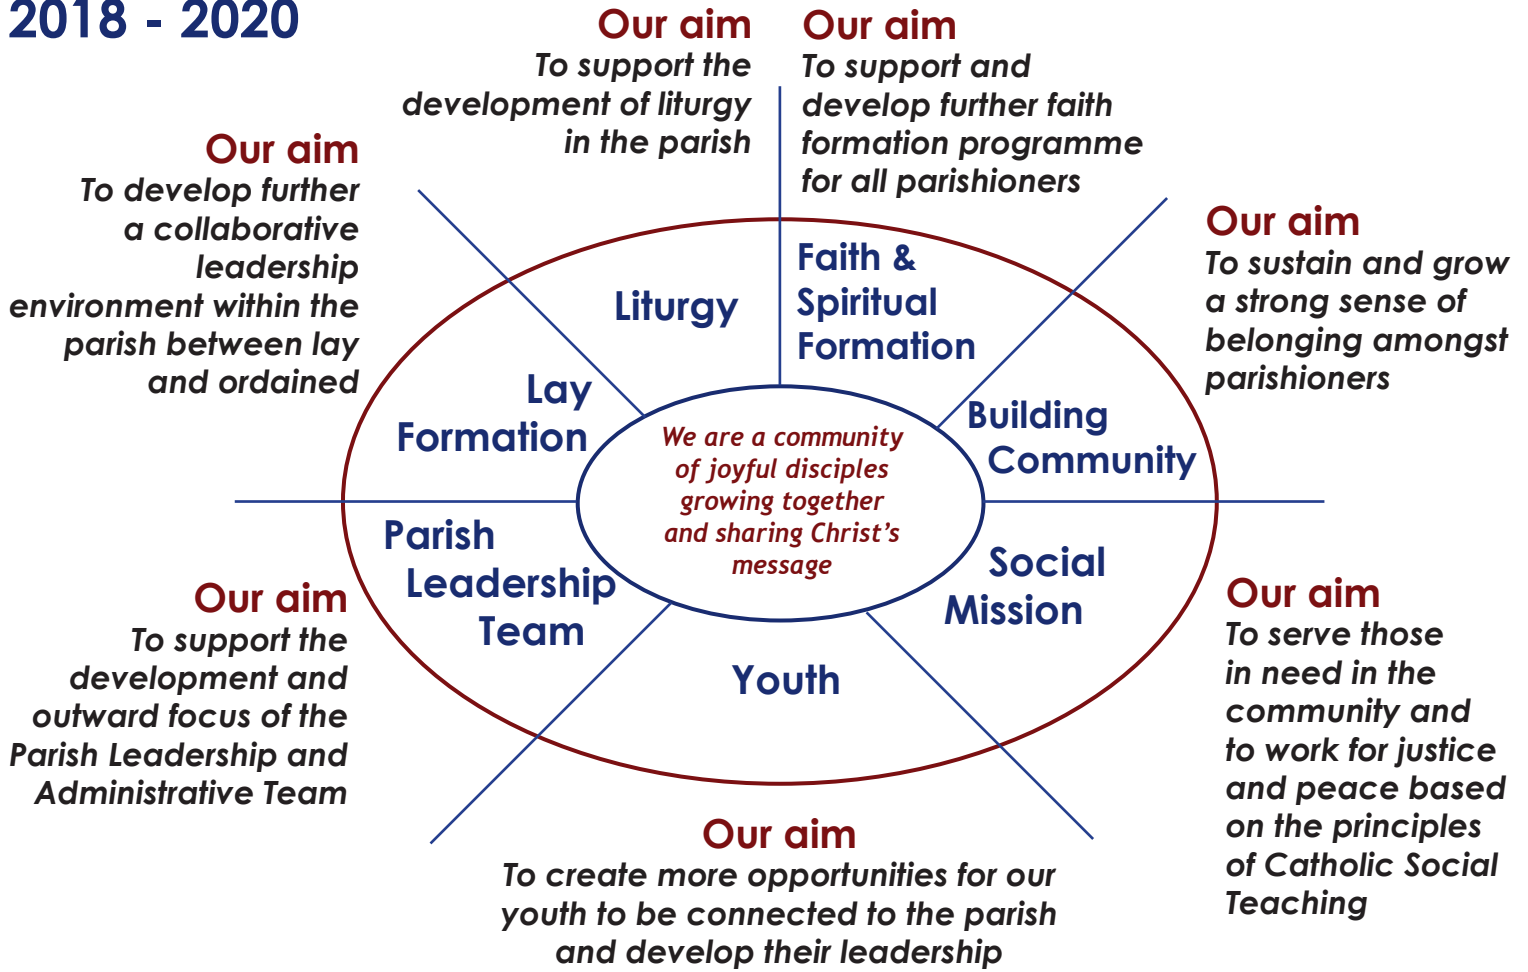 2018 - 2020
Our aim
To support the
development of liturgy
in the parish
Our aim
To support and
develop further faith
formation programme
for all parishioners
Our aim
To develop further
a collaborative
leadership
environment within the
parish between lay
and ordained
Our aim
To sustain and grow
a strong sense of
belonging amongst
parishioners
Liturgy
Faith &
Spiritual
Formation
Lay
Formation
Building
Community
We are a community
of joyful disciples
growing together
and sharing Christ's
message
Parish
Leadership
Team
Social
Mission
Youth
Our aim
To support the
development and
outward focus of the
Parish Leadership and
Administrative Team
Our aim
To serve those
in need in the
community and
to work for justice
and peace based
on the principles
of Catholic Social
Teaching
Our aim
To create more opportunities for our
youth to be connected to the parish
and develop their leadership